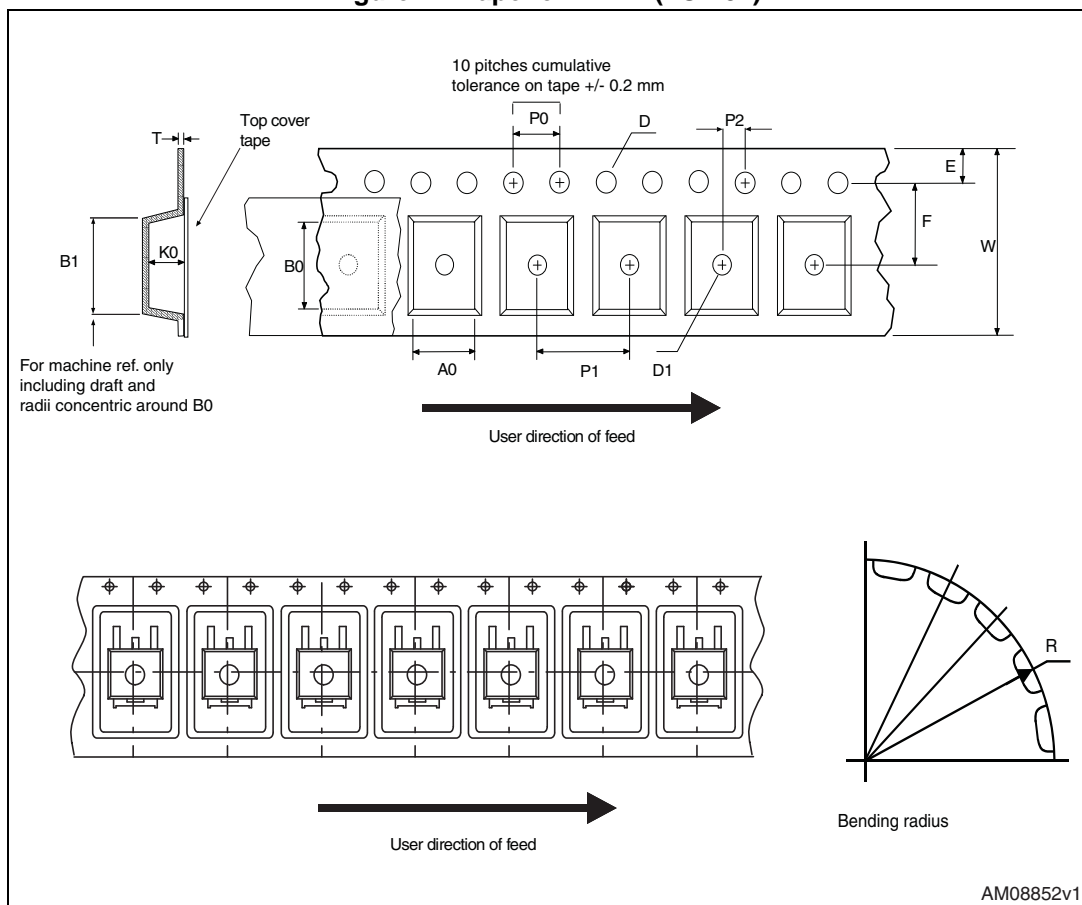 10 pitches cumulative
tolerance on tape +/- 0.2 mm
P0
D
P2
T
Top cover
tape
E
F
W
B1
K0
B0
For machine ref. only
including draft and
radii concentric around B0
A0
P1
D1
User direction of feed
R
User direction of feed
Bending radius
AM08852v1